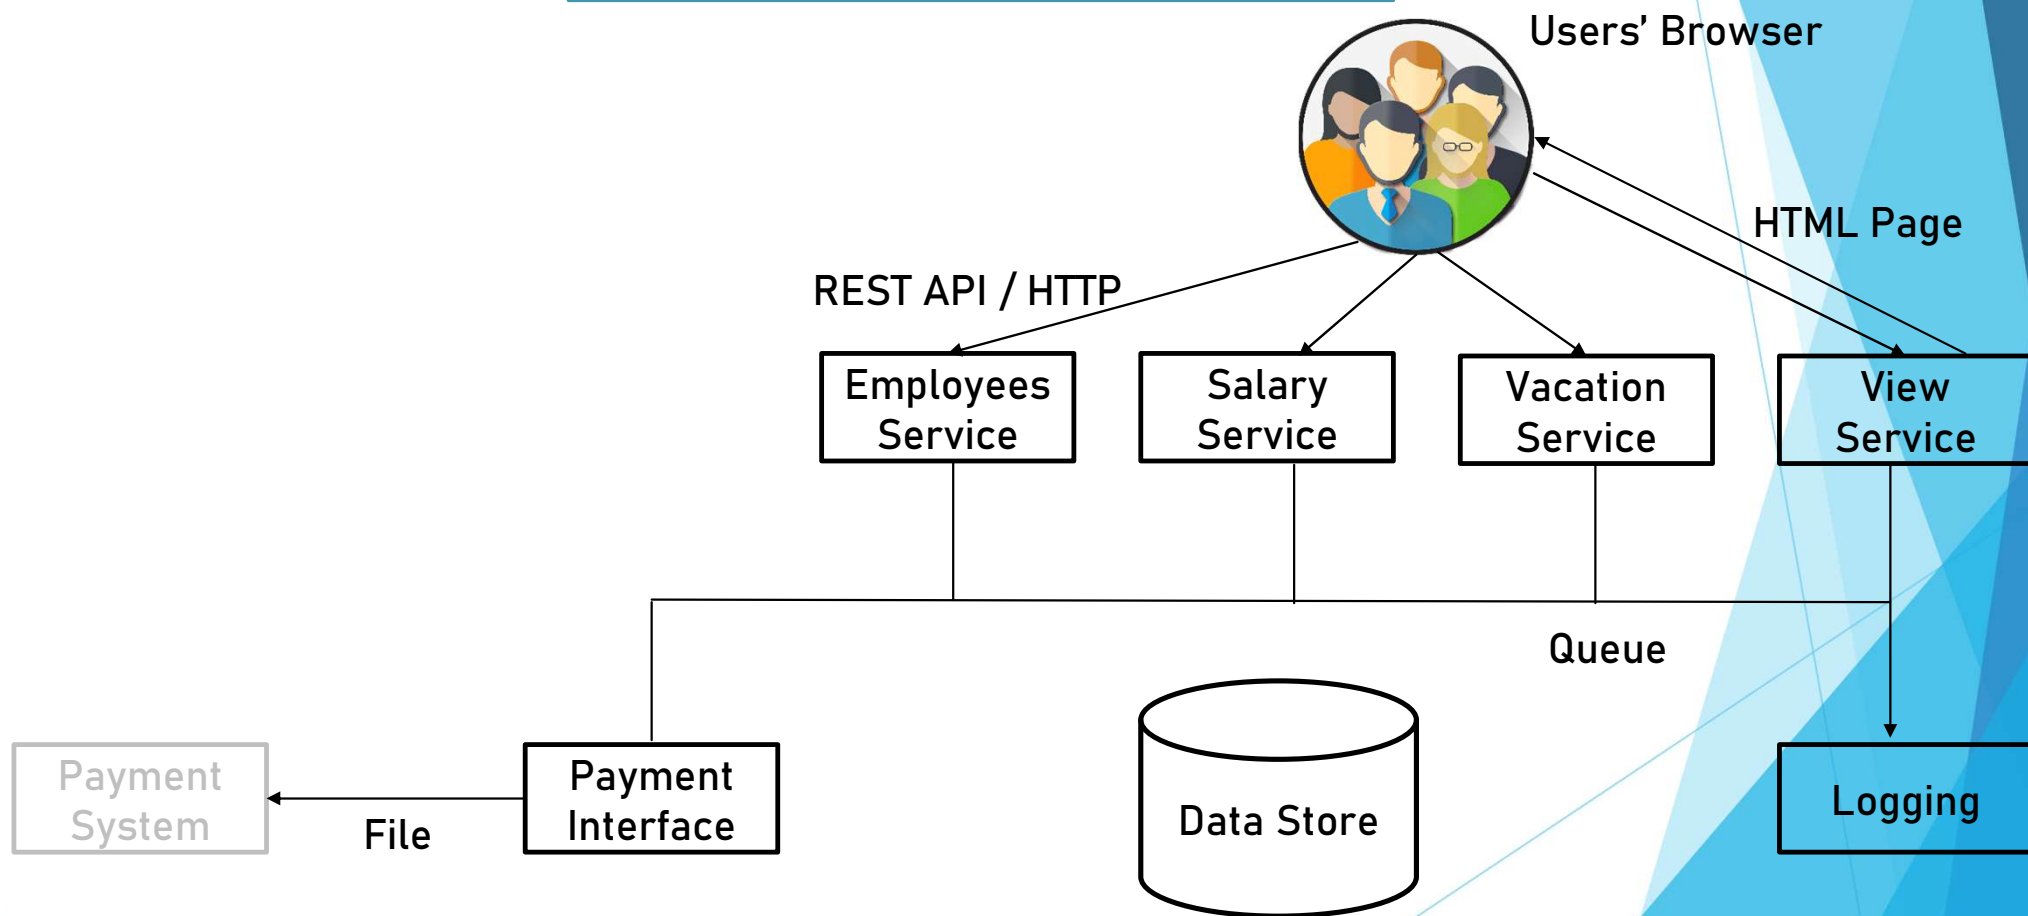 Users’ Browser
HTML Page
REST API / HTTP
Employees
Service
Salary
Service
Vacation
Service
View
Service
Queue
Payment
System
File
Payment
Interface
Data Store
Logging